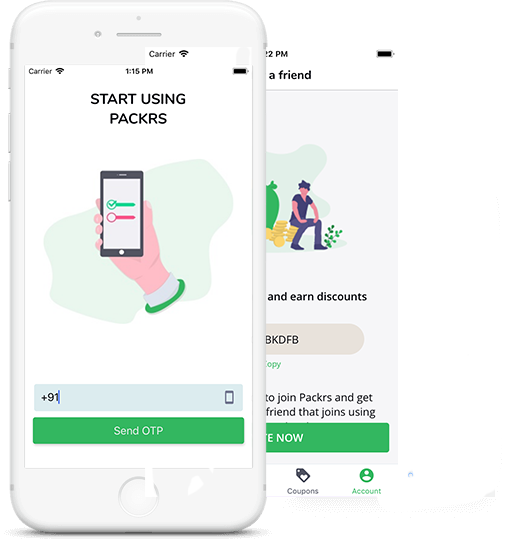 Carrier
Carrier 1:15 PM
START USING
PACKRS
+91
Send OTP
22 PM
a friend
and earn discounts
BKDFB
opy
to join Packrs and get
friend that joins using
E NOW
Coupons
Account